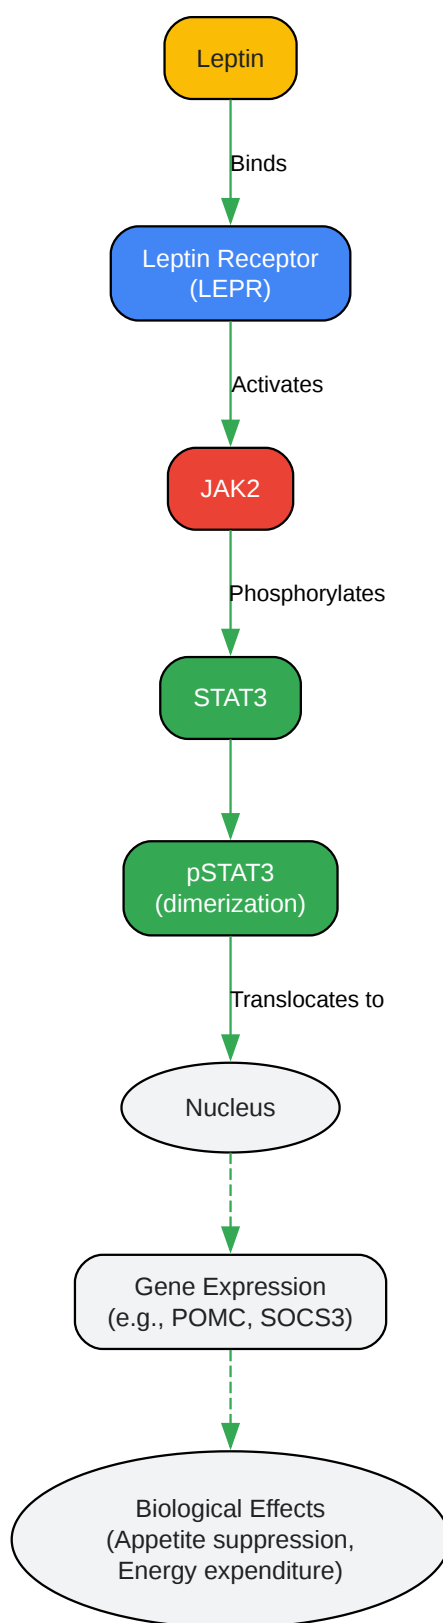 Leptin
Binds
Leptin Receptor
(LEPR)
Activates
JAK2
Phosphorylates
STAT3
pSTAT3
(dimerization)
Translocates to
Nucleus
Gene Expression
(e.g., POMC, SOCS3)
Biological Effects
(Appetite suppression,
Energy expenditure)